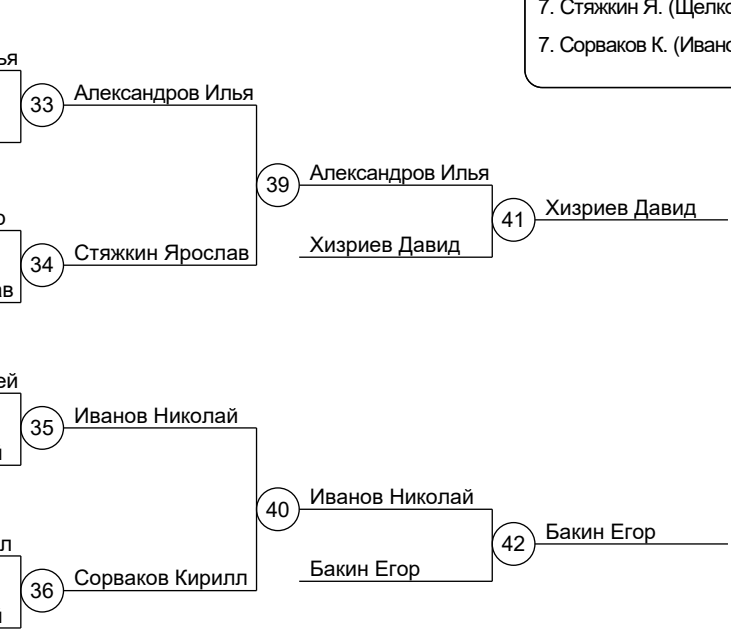 7. Стяжкин Я.
7. Сорваков К.
33 Александров Илья
39 Александров Илья
41 Хизриев Давид
34 Стяжкин Ярослав
Хизриев Давид
35 Иванов Николай
40 Иванов Николай
42 Бакин Егор
36 Сорваков Кирилл
Бакин Егор